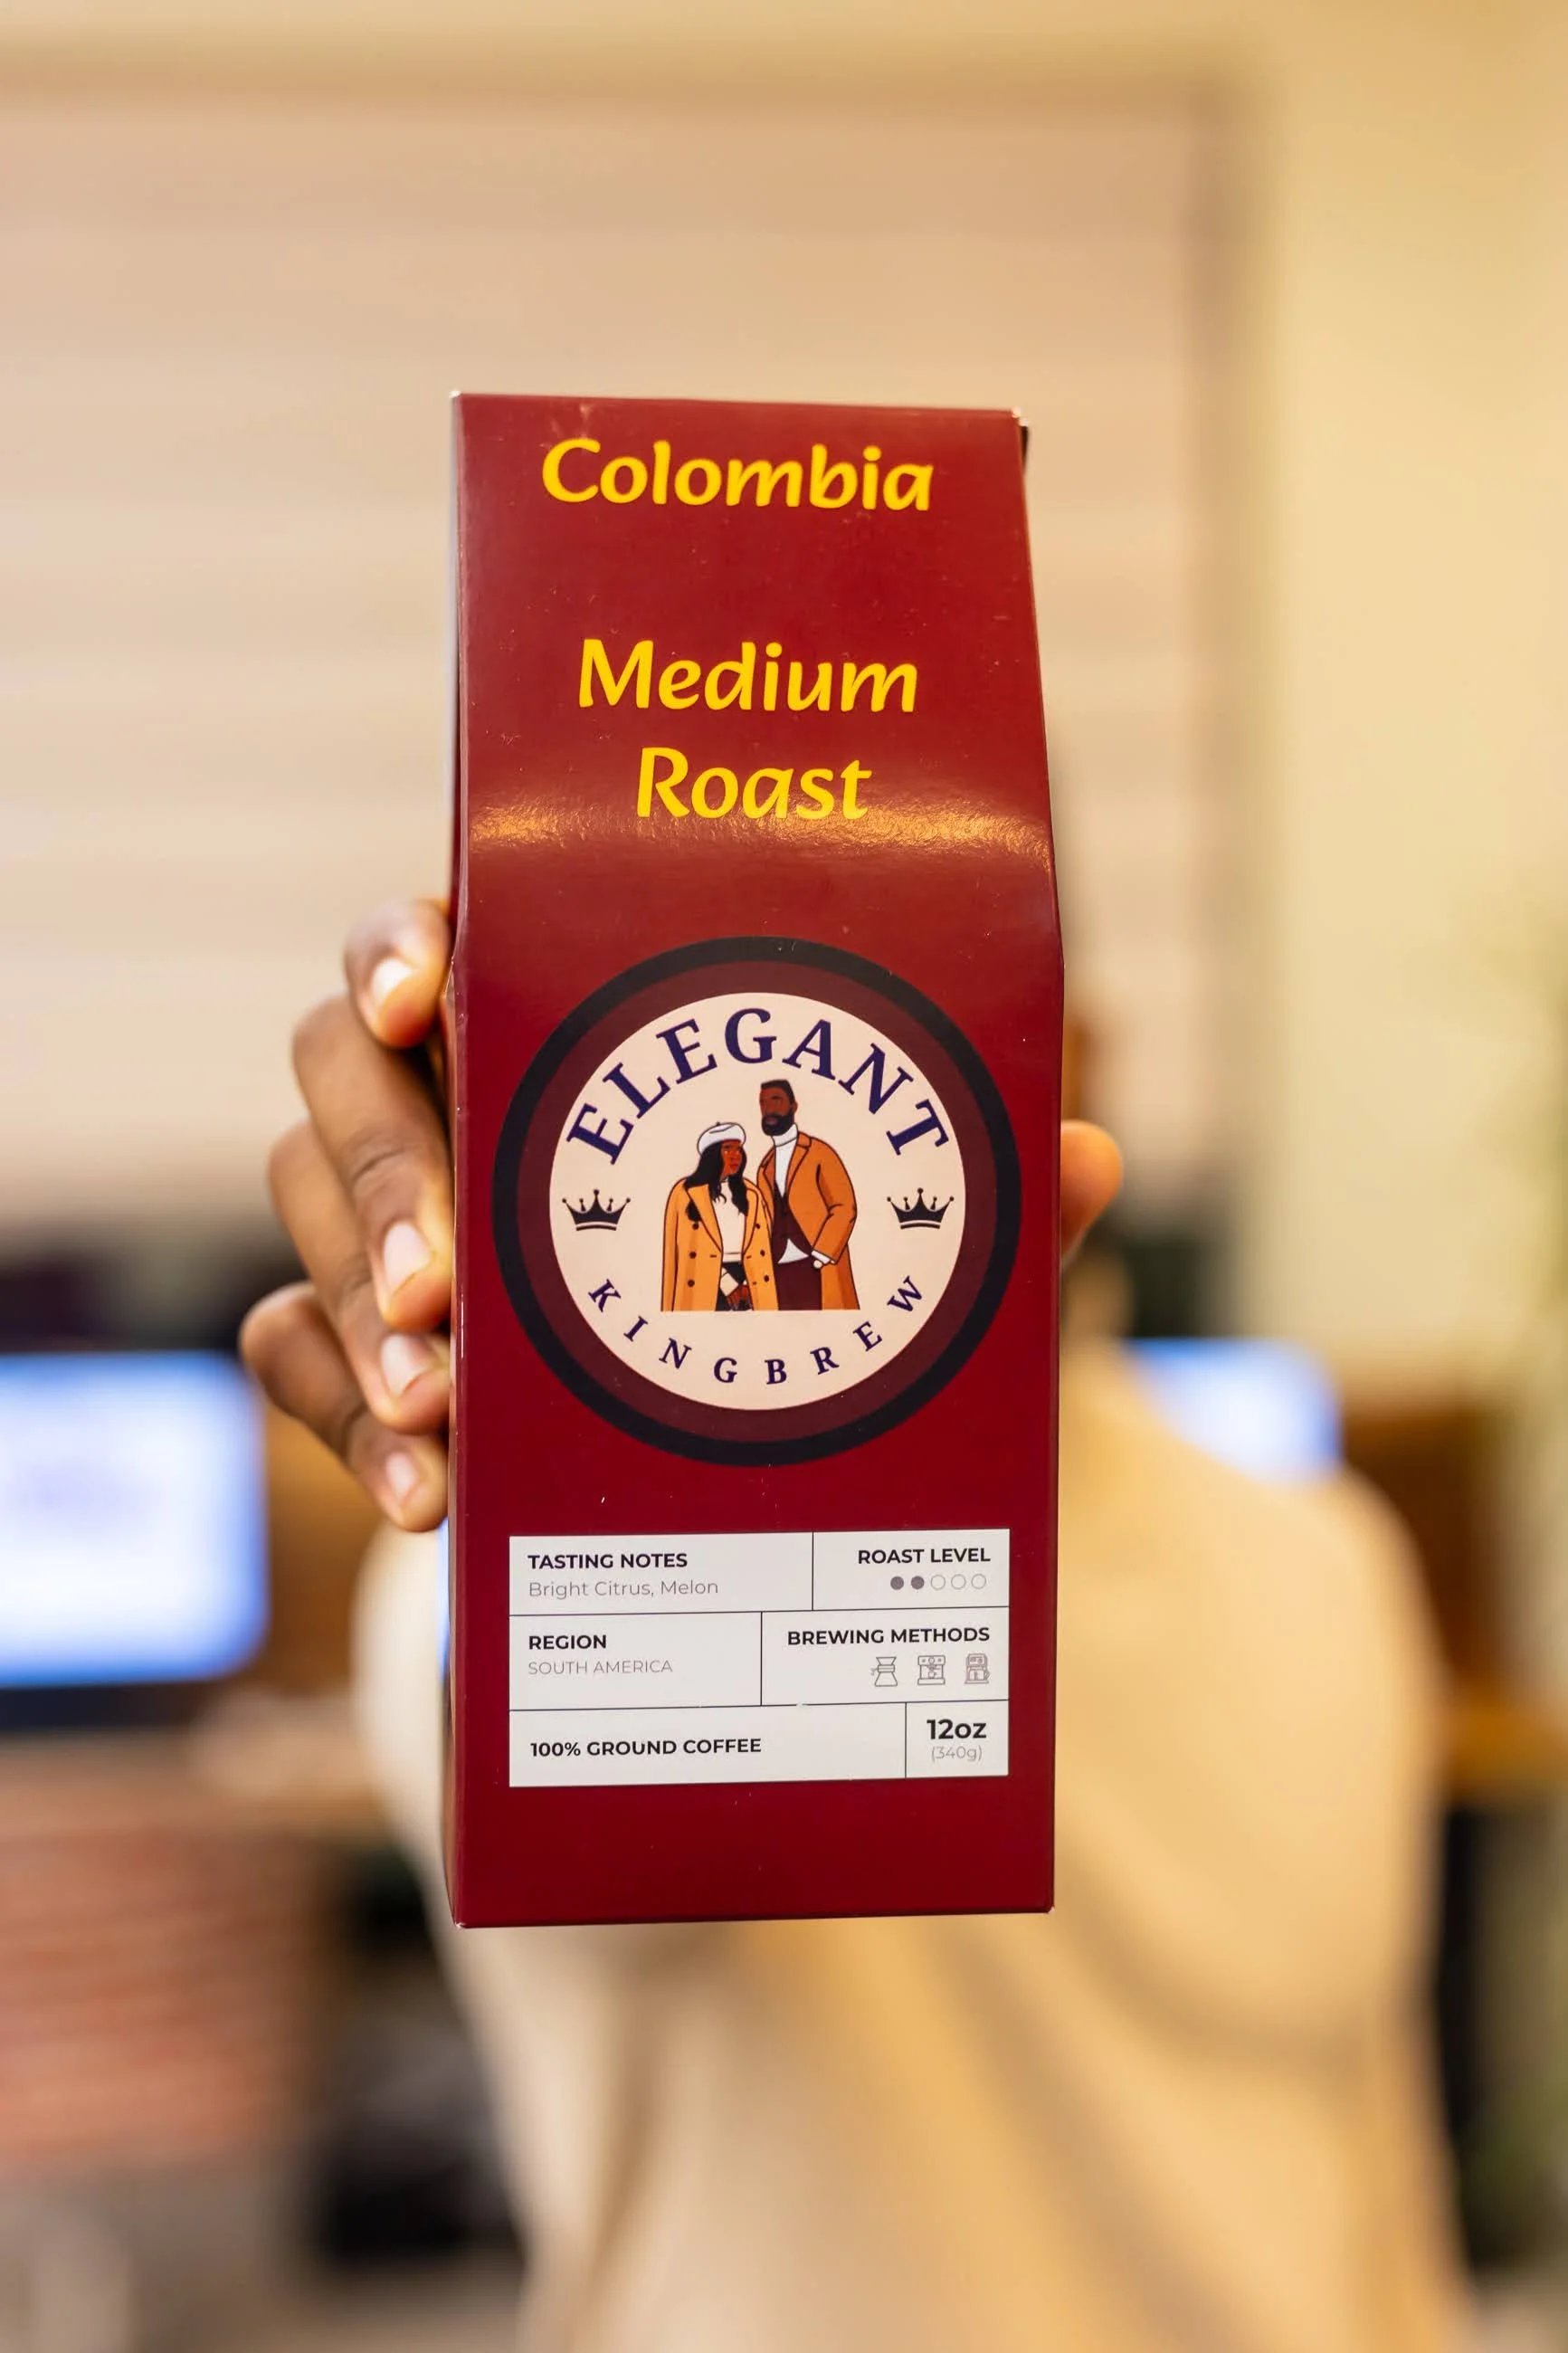 Colombia
Medium
Roast
ELEGANT
KINGBREW
TASTING NOTES
Bright Citrus, Melon
ROAST LEVEL
REGION
SOUTH AMERICA
BREWING METHODS
100% GROUND COFFEE
12oz
(340g)